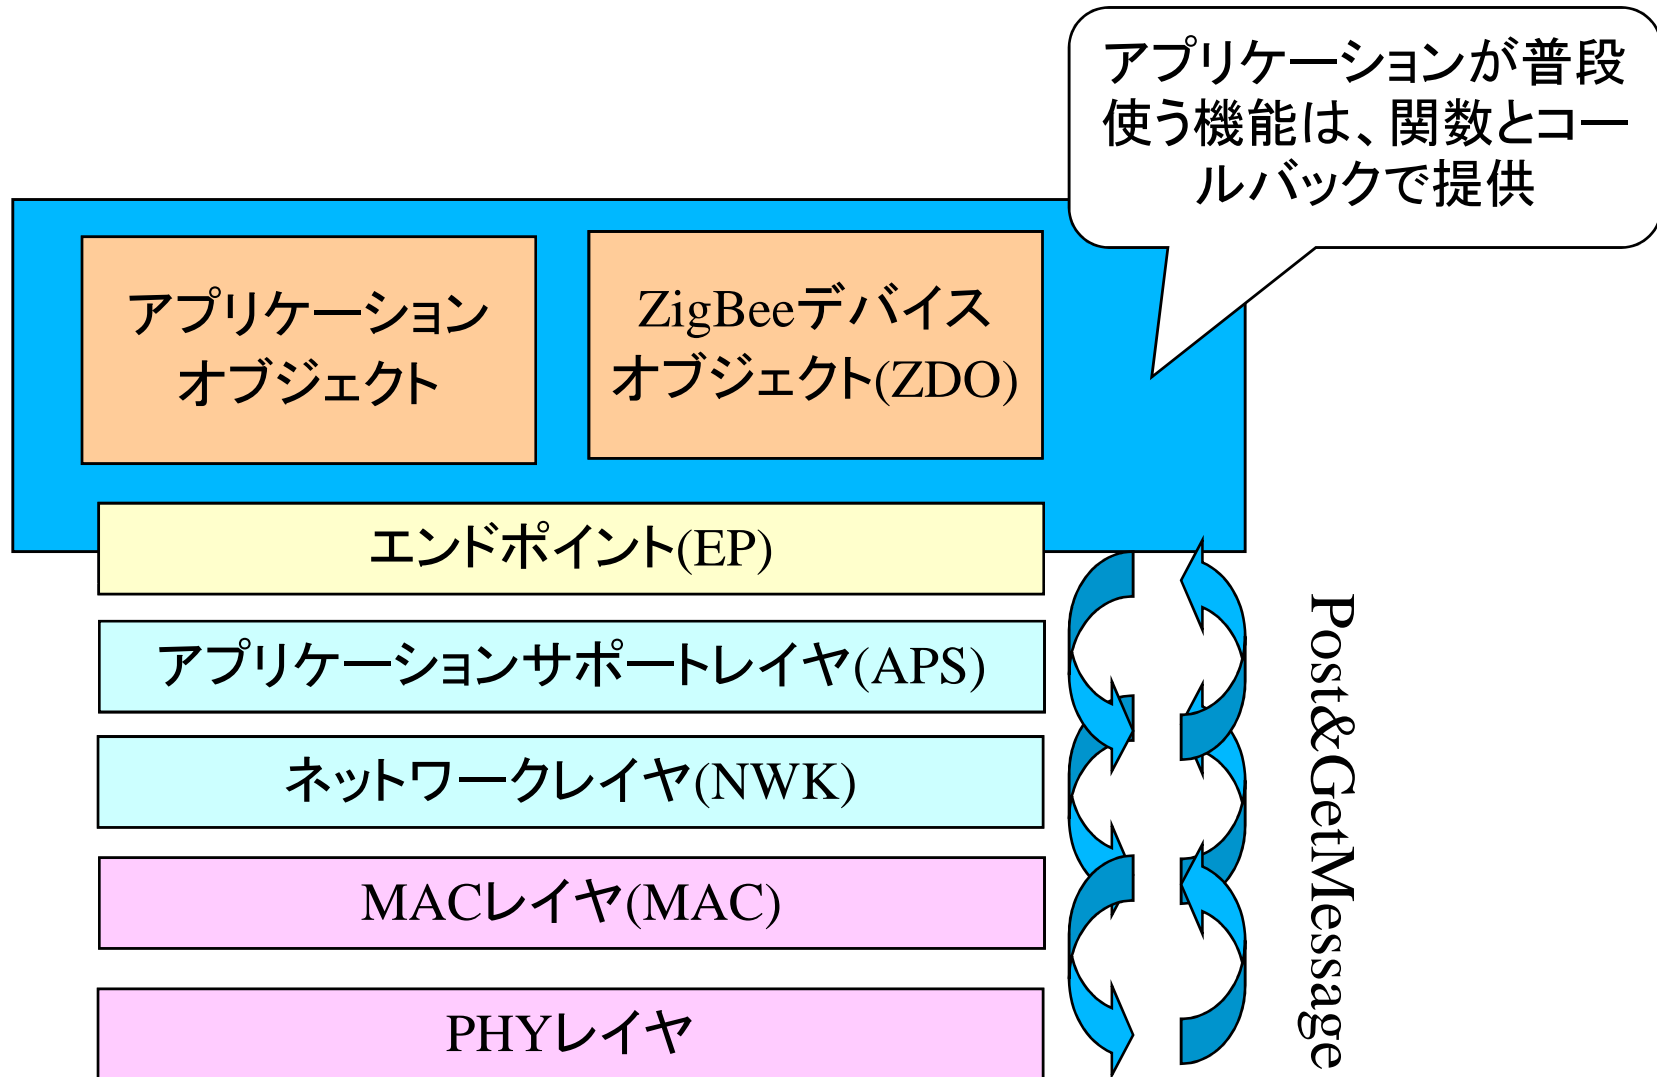 アプリケーションが普段
使う機能は、関数とコー
ルバックで提供
アプリケーション
オブジェクト
ZigBeeデバイス
オブジェクト(ZDO)
エンドポイント(EP)
アプリケーションサポートレイヤ(APS)
ネットワークレイヤ(NWK)
MACレイヤ(MAC)
PHYレイヤ
Post&GetMessage